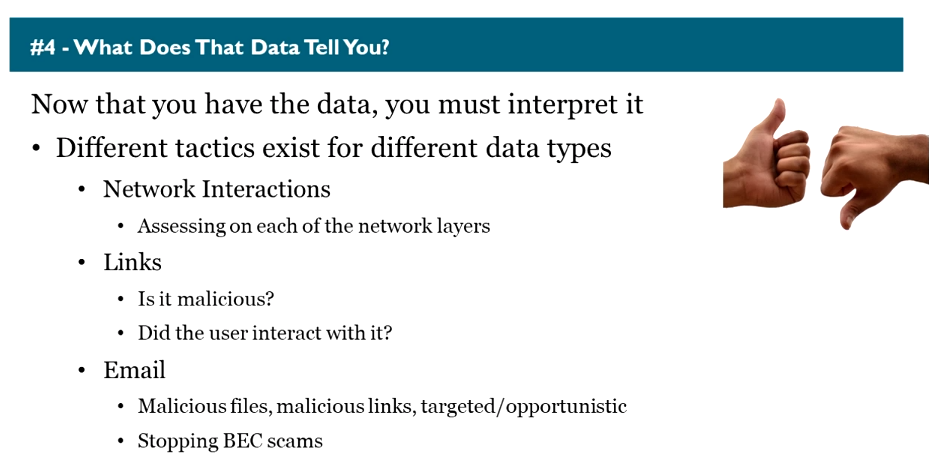 #4 - What Does That Data Tell You?
Now that you have the data, you must interpret it
• Different tactics exist for different data types
• Network Interactions
• Assessing on each of the network layers
• Links
• Is it malicious?
• Did the user interact with it?
• Email
• Malicious files, malicious links, targeted/opportunistic
• Stopping BEC scams